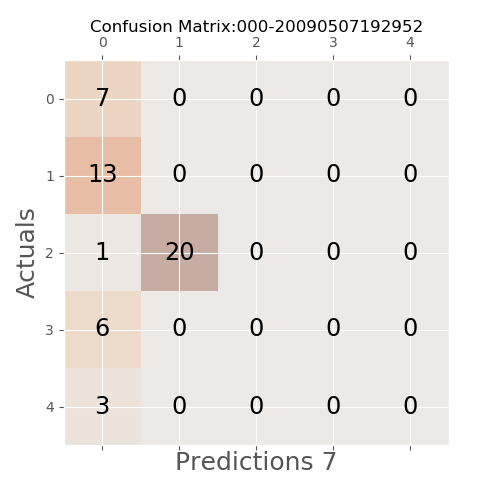 Confusion Matrix:000-20090507192952
0 1 2 3 4
0 7 0 0 0 0
1 13 0 0 0 0
2 1 20 0 0 0
3 6 0 0 0 0
4 3 0 0 0 0
Actuals
Predictions 7